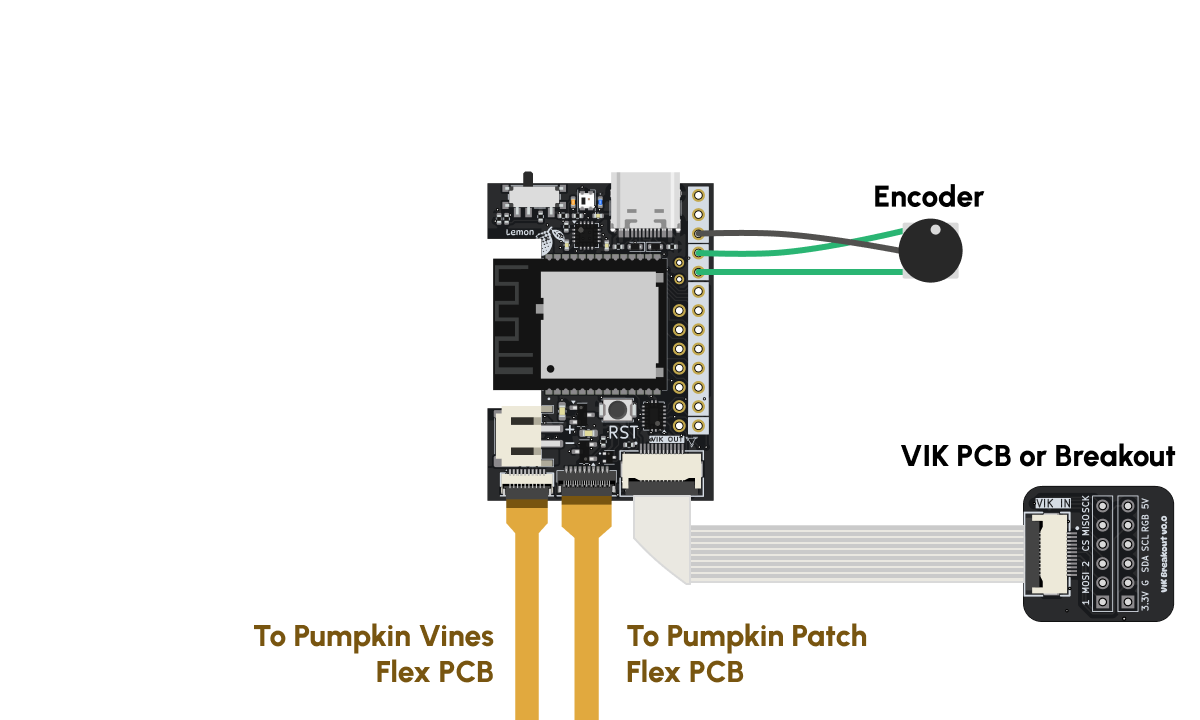 Encoder
Lemon
+
-
RST
VIK OUT
VIK PCB or Breakout
VIK IN
1 MOSI 2 CS MISO SCK
3.3V G SDA SCL RGB 5V
VIK Breakout v0.0
To Pumpkin Vines
Flex PCB
To Pumpkin Patch
Flex PCB